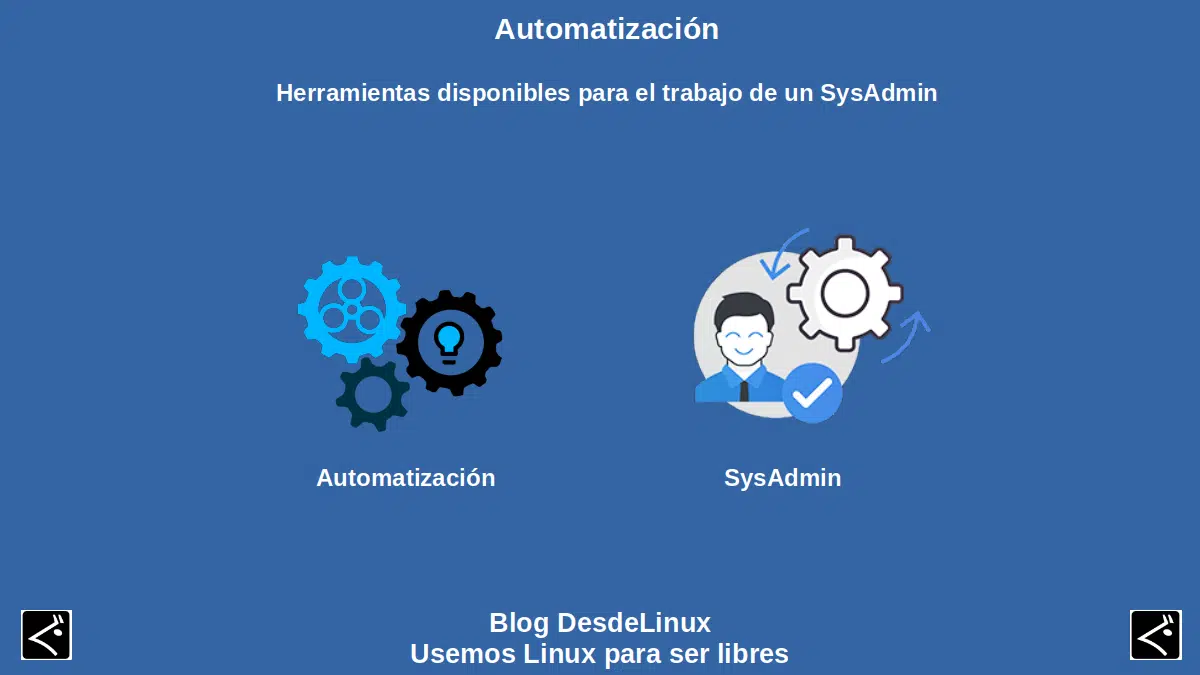 Automatización
Herramientas disponibles para el trabajo de un SysAdmin
Automatización
SysAdmin
Blog DesdeLinux
Usemos Linux para ser libres